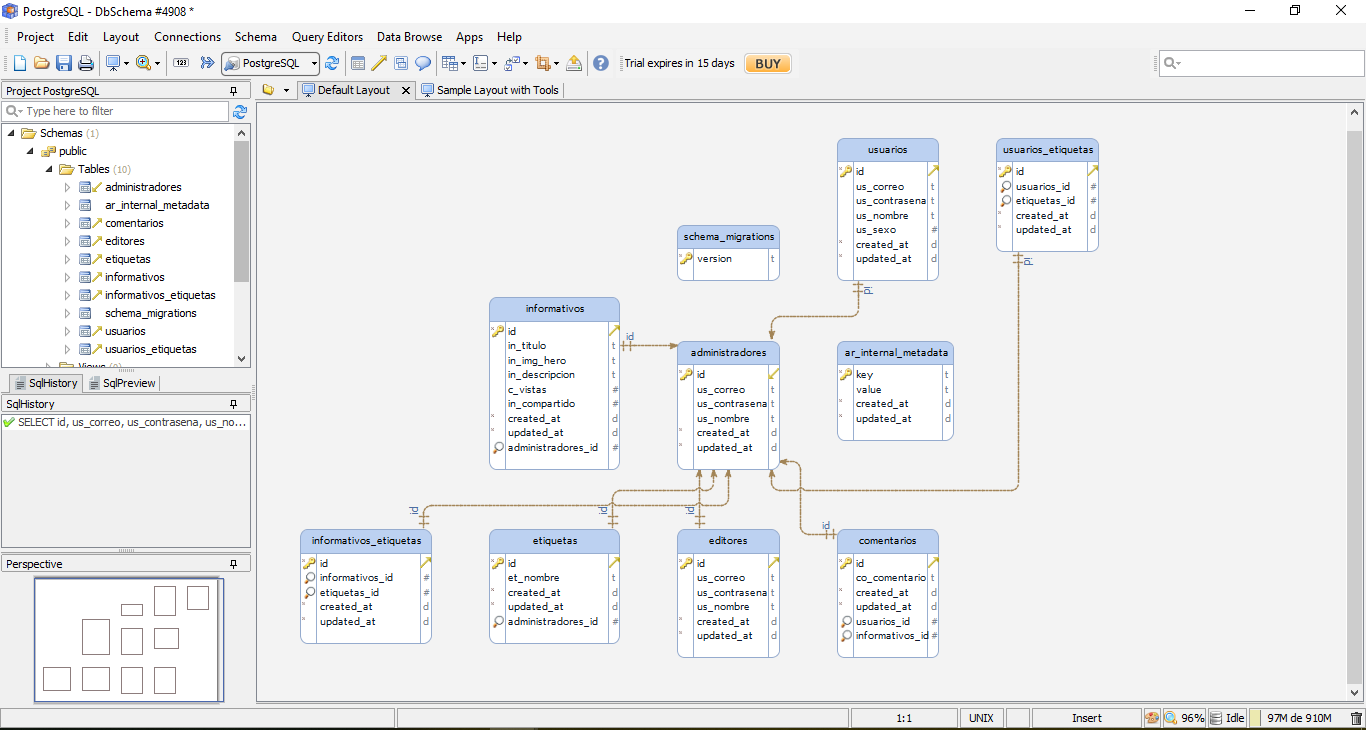 PostgreSQL - DbSchema #4908 *
Project Edit Layout Connections Schema Query Editors Data Browse Apps Help
123 PostgreSQL Trial expires in 15 days BUY
Project PostgreSQL
Default Layout
Sample Layout with Tools
Type here to filter
Schemas (1)
public
Tables (10)
administradores
ar_internal_metadata
comentarios
editores
etiquetas
informativos
informativos_etiquetas
schema_migrations
usuarios
usuarios_etiquetas
Views
SqlHistory SqlPreview
SqlHistory
SELECT id, us_correo, us_contrasena, us_no...
Perspective
usuarios
id
us_correo t
us_contrasena t
us_nombre t
us_sexo #
created_at d
updated_at d
id
usuarios_etiquetas
id
usuarios_id #
etiquetas_id #
created_at d
updated_at d
id
schema_migrations
version t
informativos
id
in_titulo t
in_img_hero t
in_descripcion t
c_vistas #
in_compartido #
created_at d
updated_at d
administradores_id #
id
administradores
id
us_correo t
us_contrasena t
us_nombre t
created_at d
updated_at d
ar_internal_metadata
key t
value t
created_at d
updated_at d
id
informativos_etiquetas
id
informativos_id #
etiquetas_id #
created_at d
updated_at d
id
etiquetas
id
et_nombre t
created_at d
updated_at d
administradores_id #
id
editores
id
us_correo t
us_contrasena t
us_nombre t
created_at d
updated_at d
id
comentarios
id
co_comentario t
created_at d
updated_at d
usuarios_id #
informativos_id #
1:1 UNIX Insert 96% Idle 97M de 910M